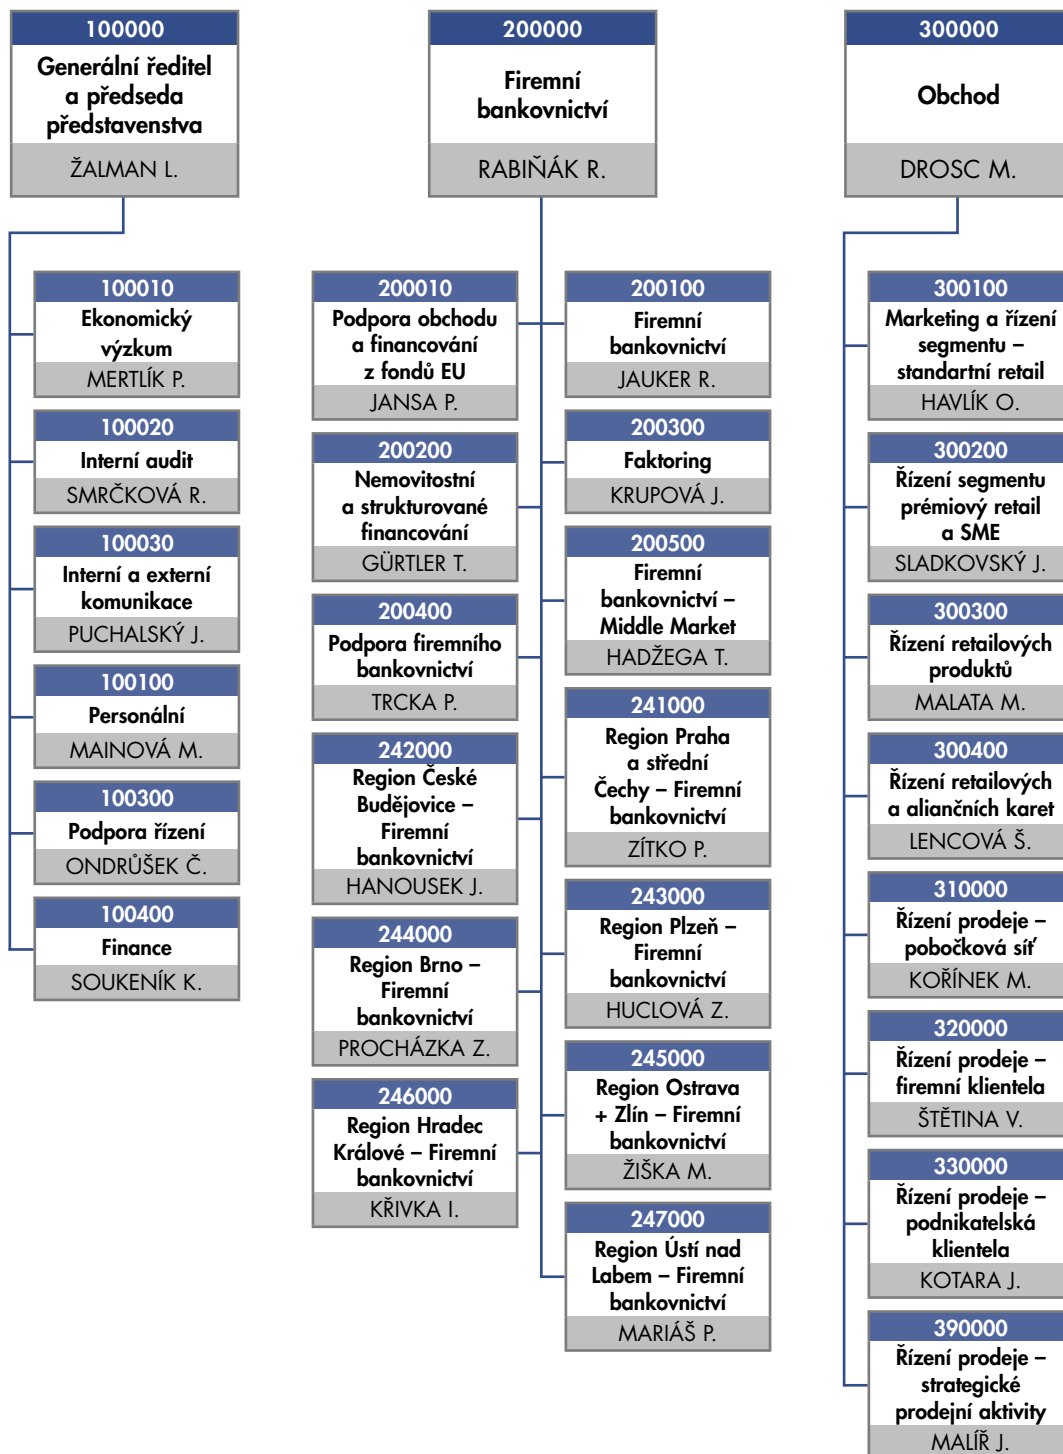 100000
Generální ředitel
a předseda
představenstva
ŽALMAN L.
100010
Ekonomický
výzkum
MERTLÍK P.
100020
Interní audit
SMRČKOVÁ R.
100030
Interní a externí
komunikace
PUCHALSKÝ J.
100100
Personální
MAINOVÁ M.
100300
Podpora řízení
ONDRŮŠEK Č.
100400
Finance
SOUKENÍK K.
200000
Firemní
bankovnictví
RABIŇÁK R.
200010
Podpora obchodu
a financování
z fondů EU
JANSA P.
200100
Firemní
bankovnictví
JAUKER R.
200200
Nemovitostní
a strukturované
financování
GÜRTLER T.
200300
Faktoring
KRUPOVÁ J.
200400
Podpora firemního
bankovnictví
TRCKA P.
200500
Firemní
bankovnictví –
Middle Market
HADŽEGA T.
242000
Region České
Budějovice –
Firemní
bankovnictví
HANOUSEK J.
241000
Region Praha
a střední
Čechy – Firemní
bankovnictví
ZÍTKO P.
244000
Region Brno –
Firemní
bankovnictví
PROCHÁZKA Z.
243000
Region Plzeň –
Firemní
bankovnictví
HUCLOVÁ Z.
246000
Region Hradec
Králové – Firemní
bankovnictví
KŘIVKA I.
245000
Region Ostrava
+ Zlín – Firemní
bankovnictví
ŽIŠKA M.
247000
Region Ústí nad
Labem – Firemní
bankovnictví
MARIÁŠ P.
300000
Obchod
DROSC M.
300100
Marketing a řízení
segmentu –
standartní retail
HAVLÍK O.
300200
Řízení segmentu
prémiový retail
a SME
SLADKOVSKÝ J.
300300
Řízení retailových
produktů
MALATA M.
300400
Řízení retailových
a aliančních karet
LENCOVÁ Š.
310000
Řízení prodeje –
pobočková síť
KOŘÍNEK M.
320000
Řízení prodeje –
firemní klientela
ŠTĚTINA V.
330000
Řízení prodeje –
podnikatelská
klientela
KOTARA J.
390000
Řízení prodeje –
strategické
prodejní aktivity
MALÍŘ J.